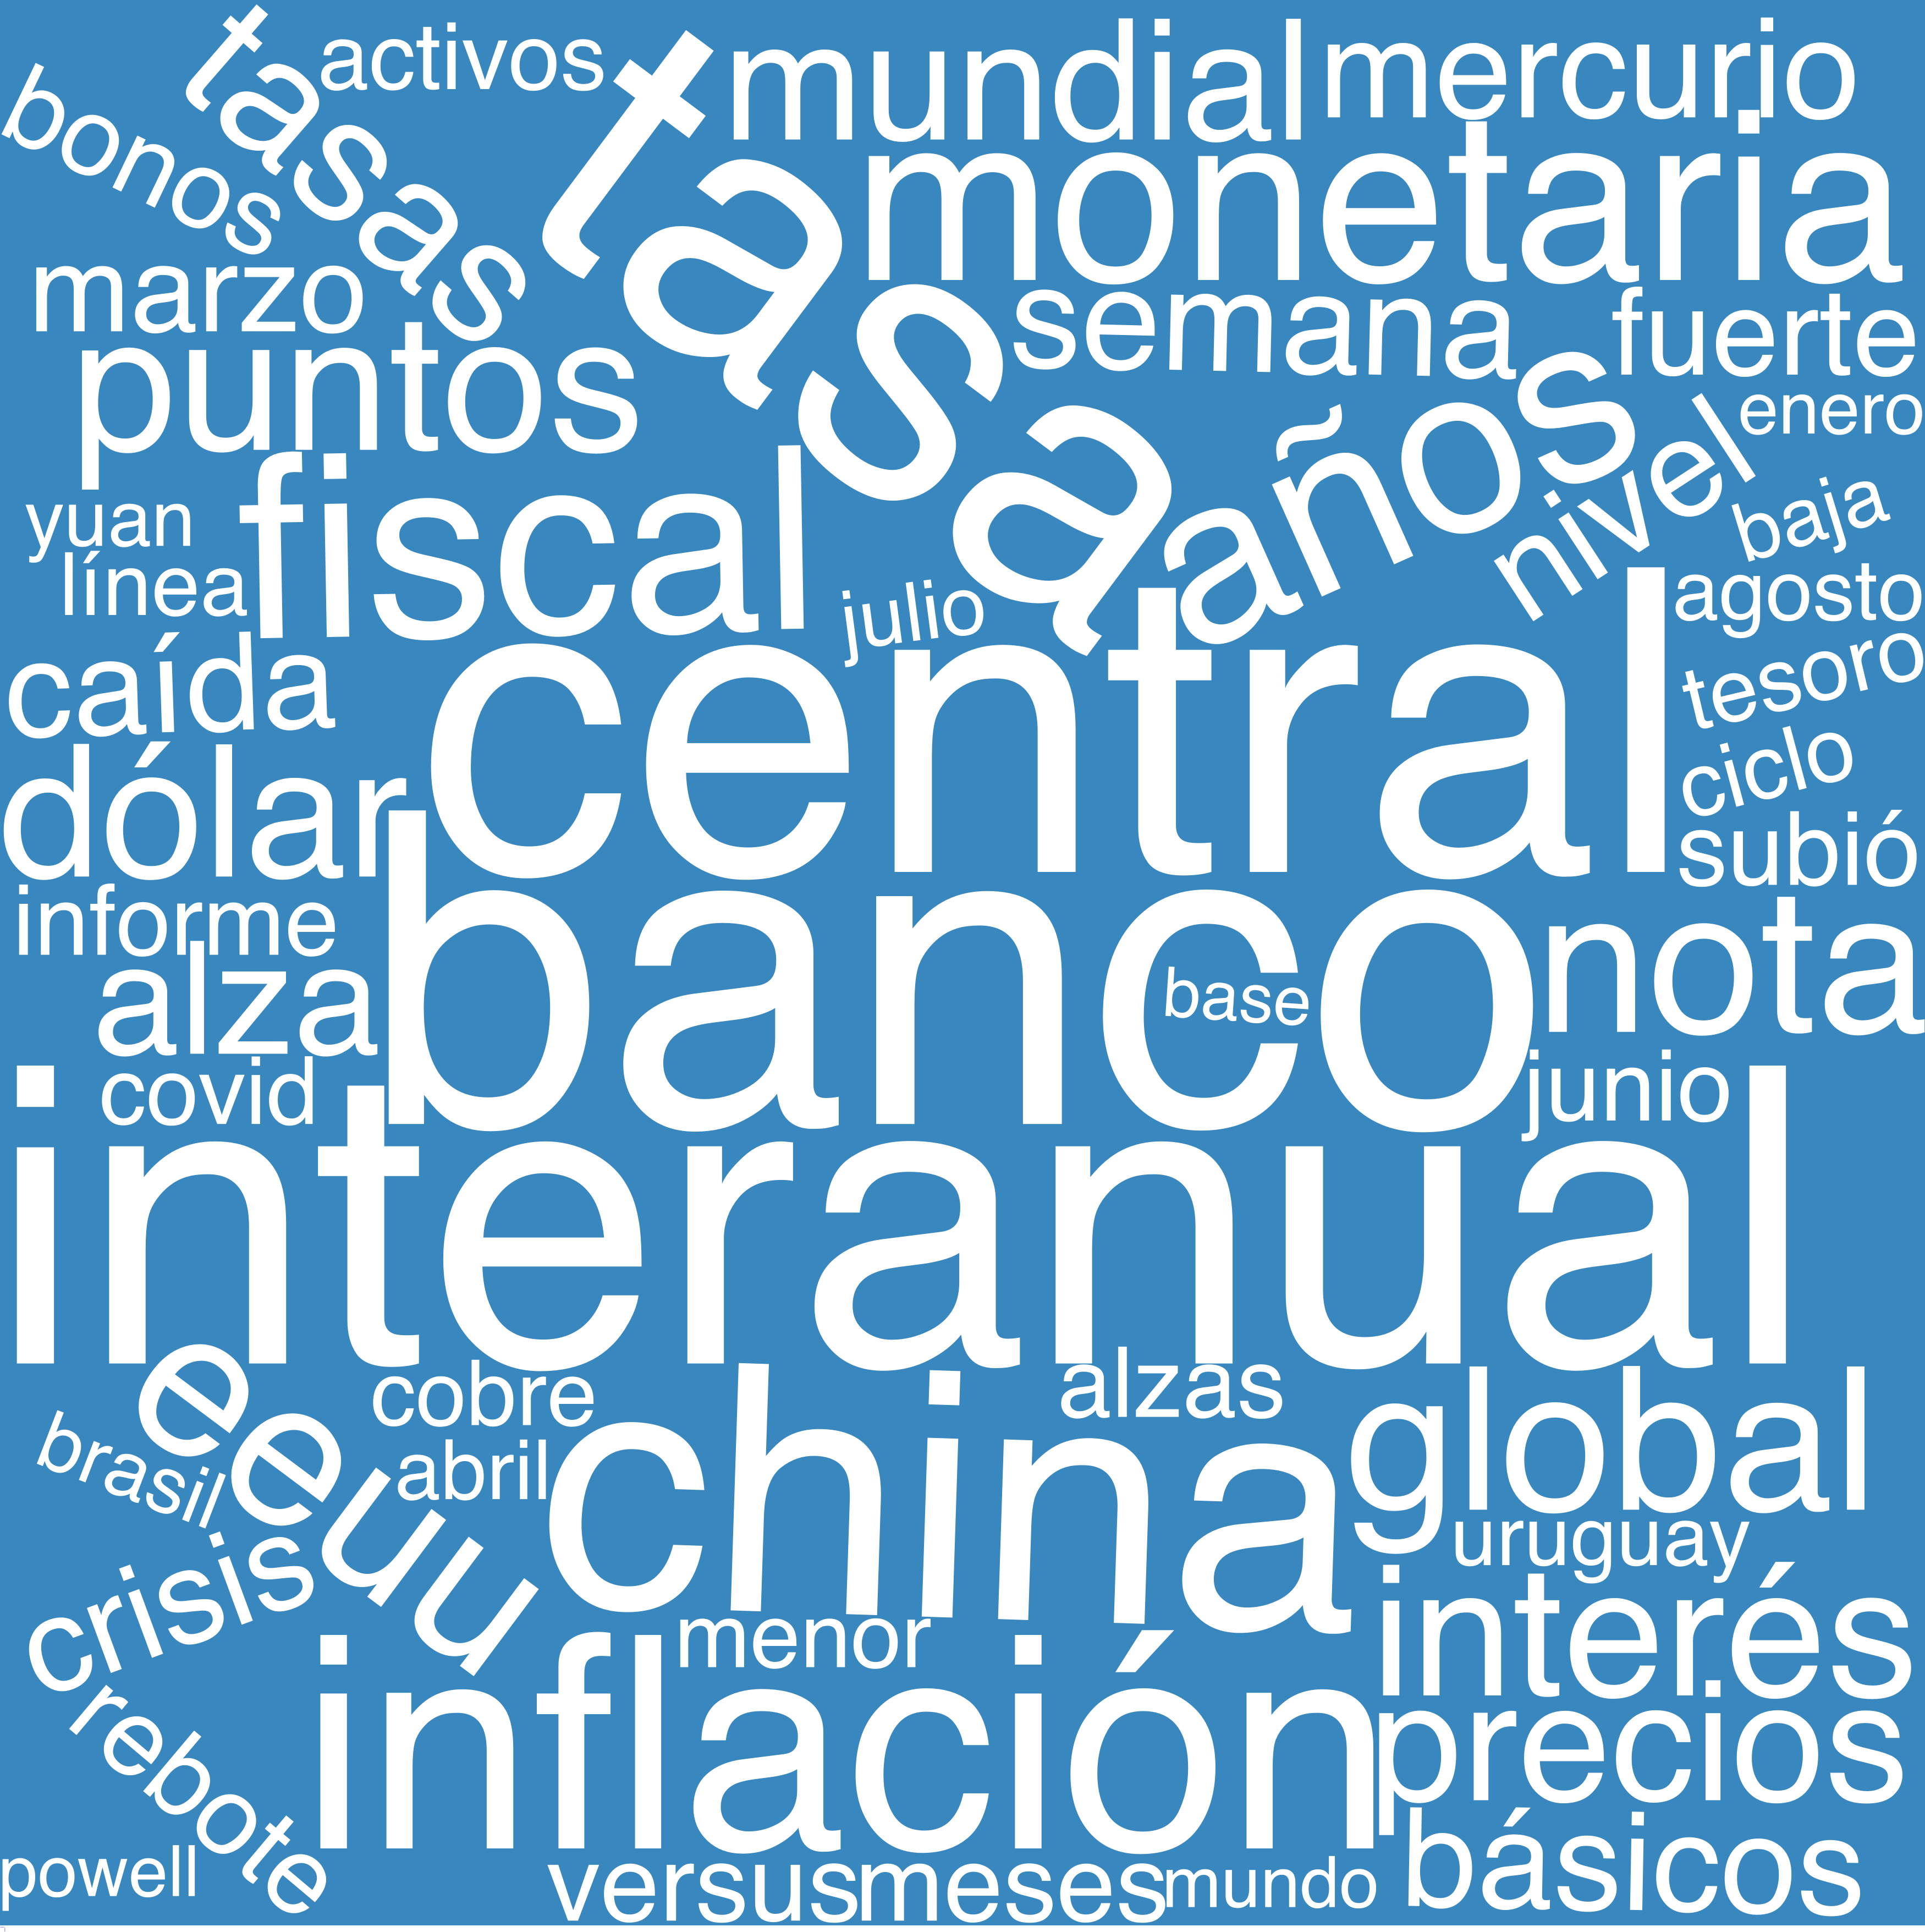 tasas
activos
tasa
mundial
mercurio
bonos
monetaria
marzo
semana
fuerte
puntos
años
nivel
enero
yuan
fiscal
baja
línea
julio
agosto
caída
central
tesoro
dólar
ciclo
subió
informe
banco
nota
alza
base
covid
junio
interanual
eeuu
cobre
china
alzas
global
brasil
abril
uruguay
crisis
menor
interés
rebote
inflación
precios
powell
versus
meses
mundo
básicos